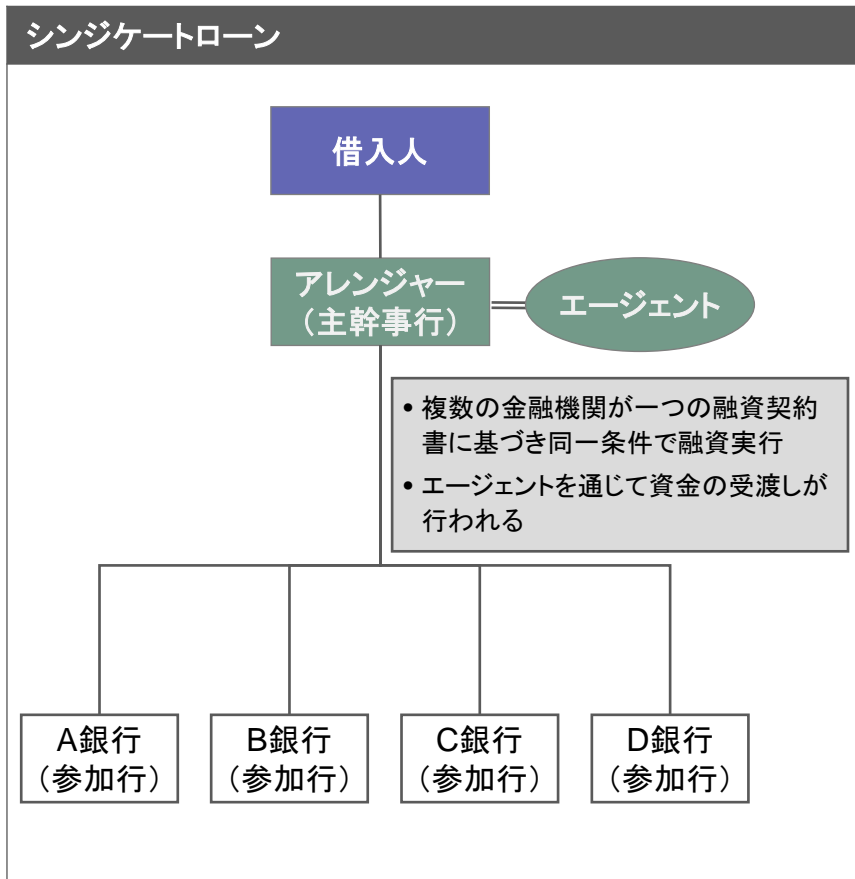 シンジケートローン
借入人
アレンジャー
（主幹事行）
エージェント
• 複数の金融機関が一つの融資契約
書に基づき同一条件で融資実行
• エージェントを通じて資金の受渡しが
行われる
A銀行
（参加行）
B銀行
（参加行）
C銀行
（参加行）
D銀行
（参加行）